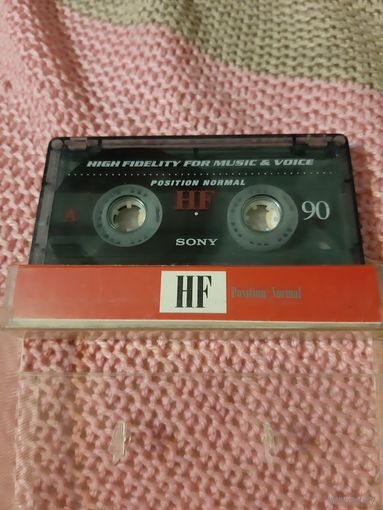 HIGH FIDELITY FOR MUSIC & VOICE
POSITION NORMAL
A HF 90
SONY
HF Position · Normal